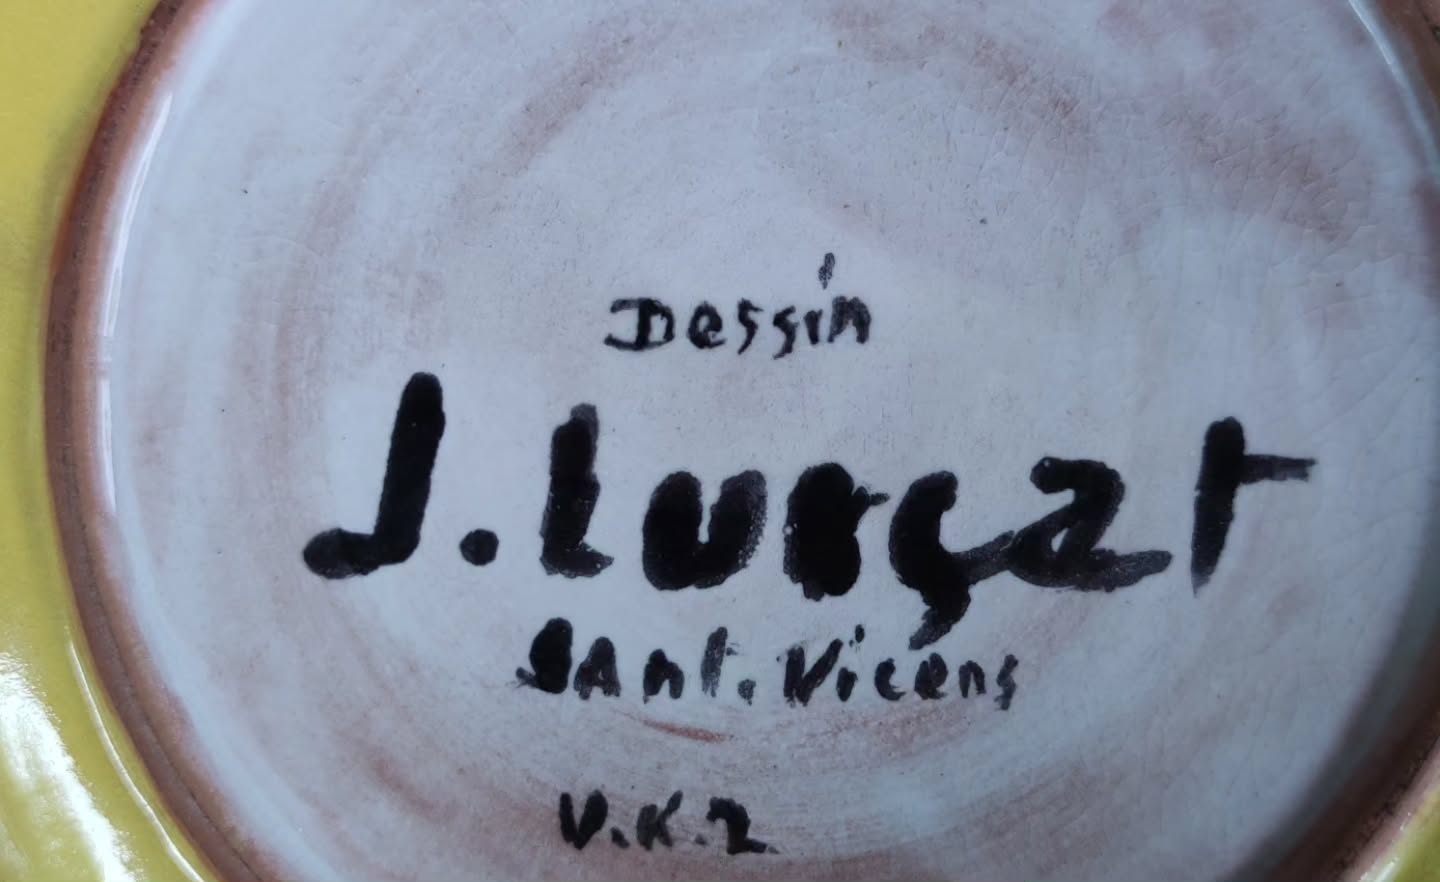 Dessin
J. Lurçat
SAnt. Vicens
V.K.2